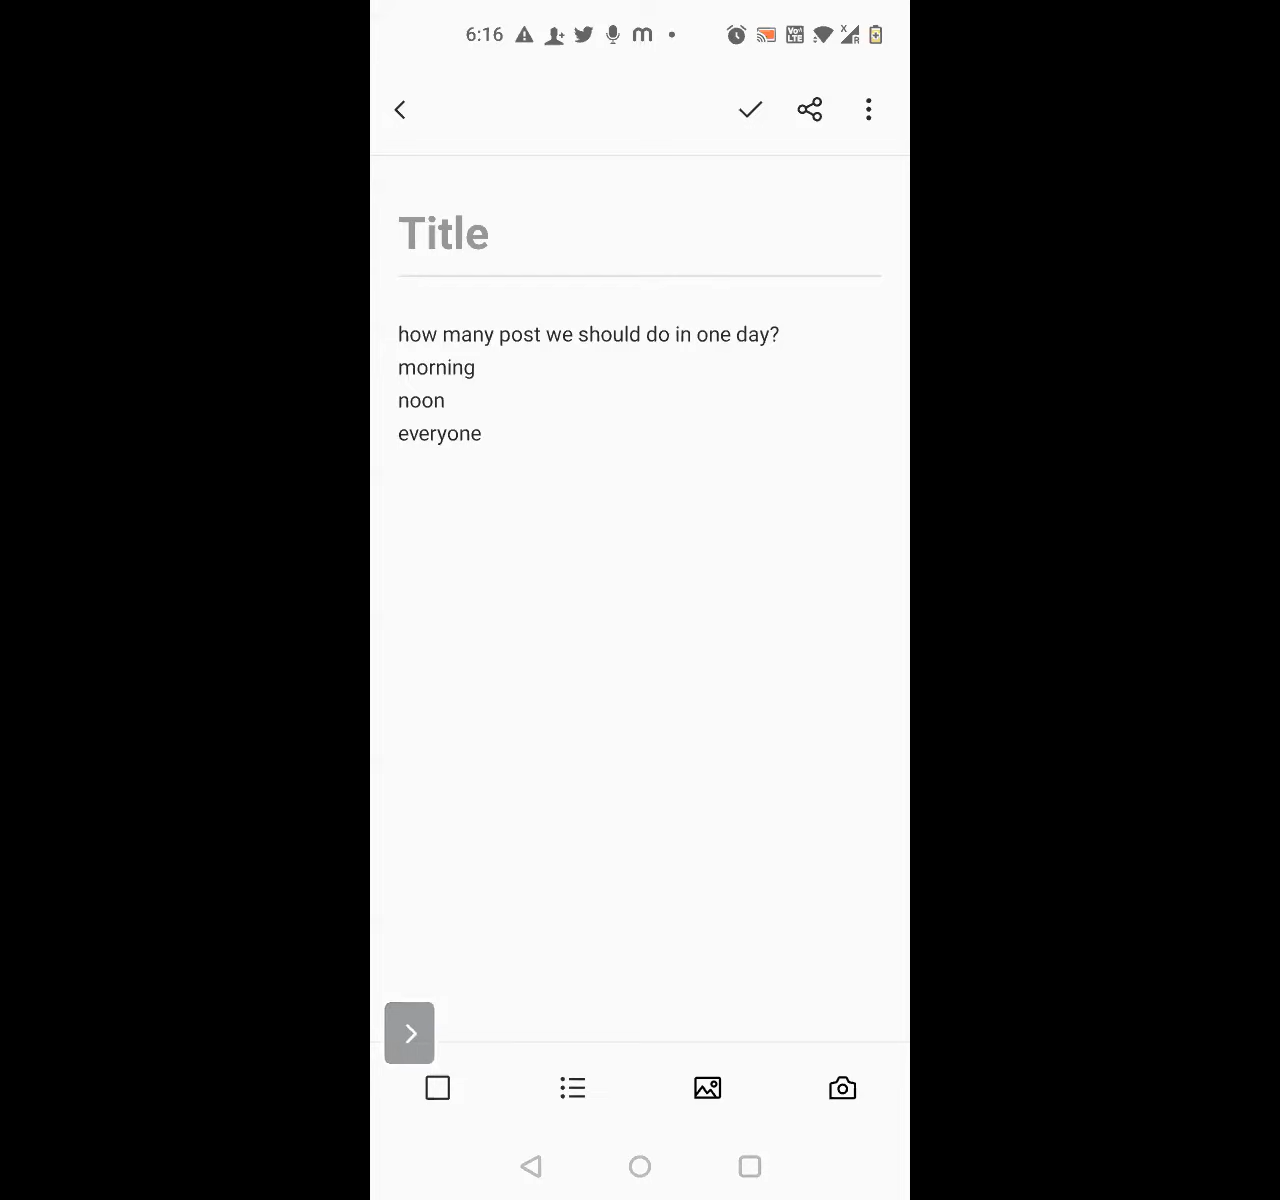 6:16
Title
how many post we should do in one day?
morning
noon
everyone